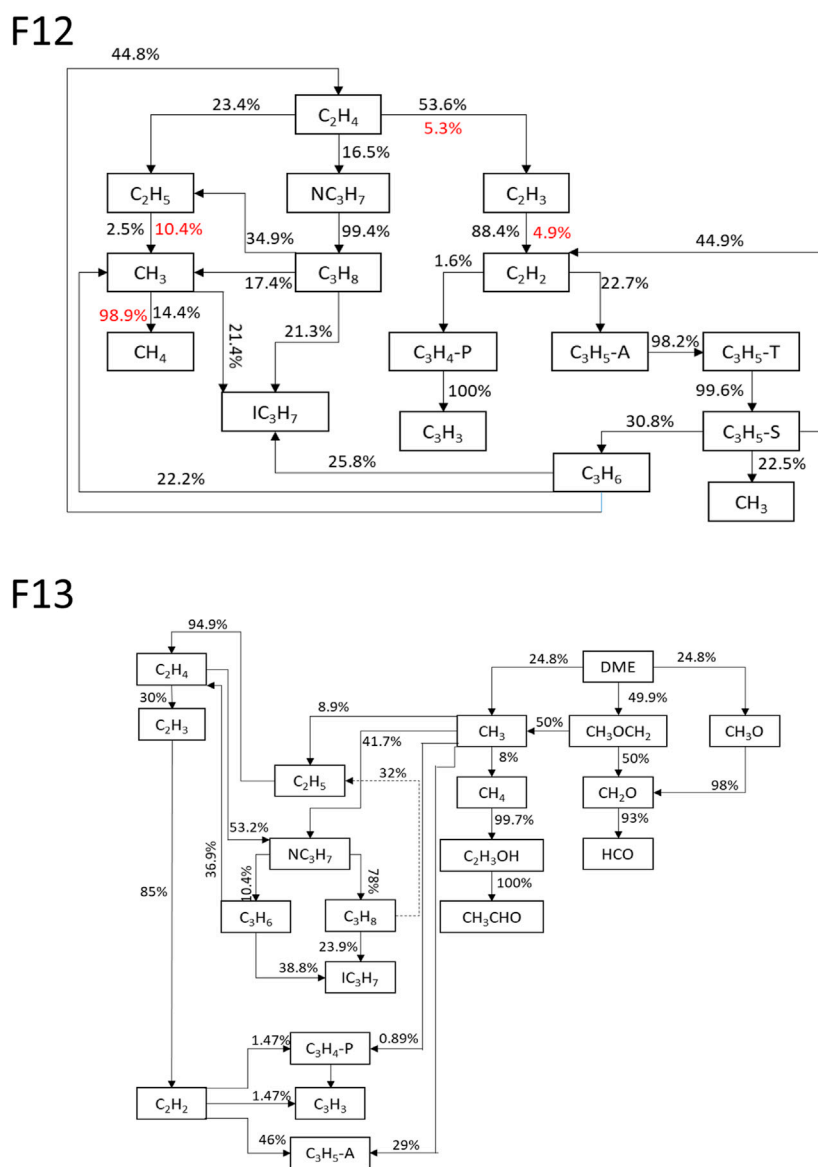 F12
44.8%
23.4% C₂H₄ 53.6%
5.3%
16.5%
C₂H₅ NC₃H₇ C₂H₃
2.5% 10.4% 34.9% 99.4% 88.4% 4.9% 44.9%
CH₃ 17.4% C₃H₈ 1.6% C₂H₂ 22.7%
98.9% 14.4% 21.4% 21.3%
CH₄ C₃H₄-P C₃H₅-A 98.2% C₃H₅-T
100% 99.6%
IC₃H₇ C₃H₃ 30.8% C₃H₅-S
22.2% 25.8% C₃H₆ 22.5%
CH₃
F13
94.9%
C₂H₄ 24.8% DME 24.8%
30% 49.9%
C₂H₃ 8.9% CH₃ 50% CH₃OCH₂ CH₃O
41.7% 8% 50%
C₂H₅ 32% CH₄ CH₂O 98%
53.2% 99.7% 93%
36.9% NC₃H₇ C₂H₃OH HCO
85% 10.4% 78% 100%
C₃H₆ C₃H₈ CH₃CHO
23.9%
38.8% IC₃H₇
1.47% C₃H₄-P 0.89%
C₂H₂ 1.47% C₃H₃
46% C₃H₅-A 29%